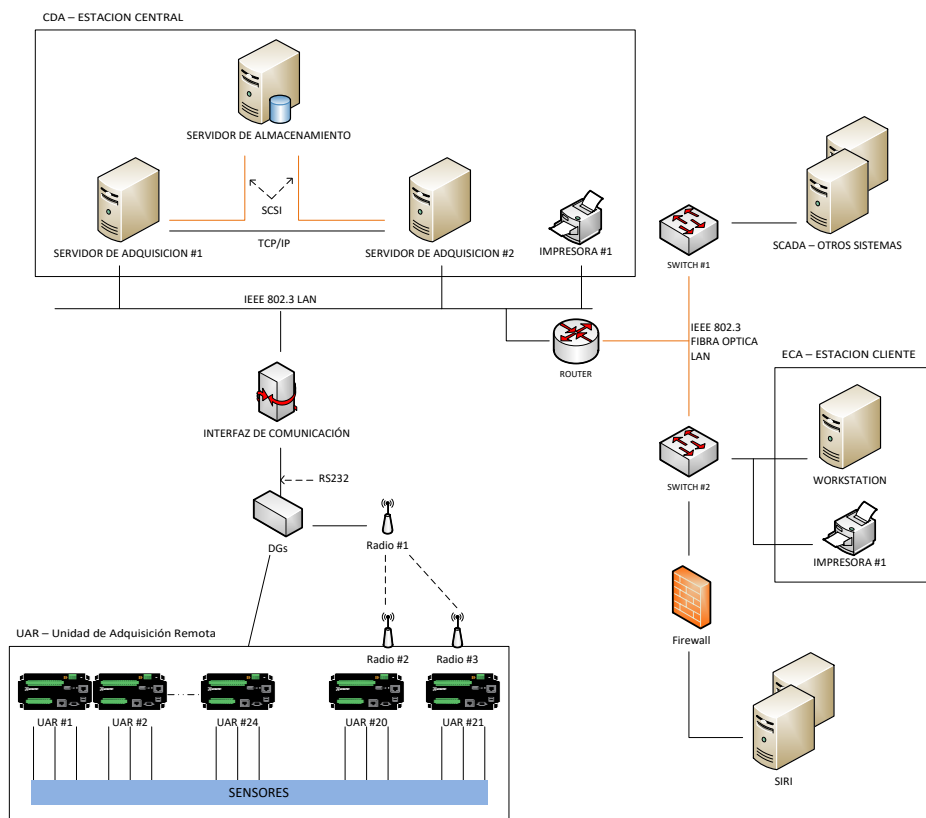 CDA – ESTACION CENTRAL
SERVIDOR DE ALMACENAMIENTO
SCSI
TCP/IP
SERVIDOR DE ADQUISICION #1
SERVIDOR DE ADQUISICION #2
IMPRESORA #1
SWITCH #1
SCADA – OTROS SISTEMAS
IEEE 802.3 LAN
ROUTER
IEEE 802.3
FIBRA OPTICA
LAN
ECA – ESTACION CLIENTE
INTERFAZ DE COMUNICACIÓN
SWITCH #2
WORKSTATION
RS232
DGs
Radio #1
IMPRESORA #1
Firewall
UAR – Unidad de Adquisición Remota
Radio #2
Radio #3
UAR #1
UAR #2
UAR #24
UAR #20
UAR #21
SENSORES
SIRI